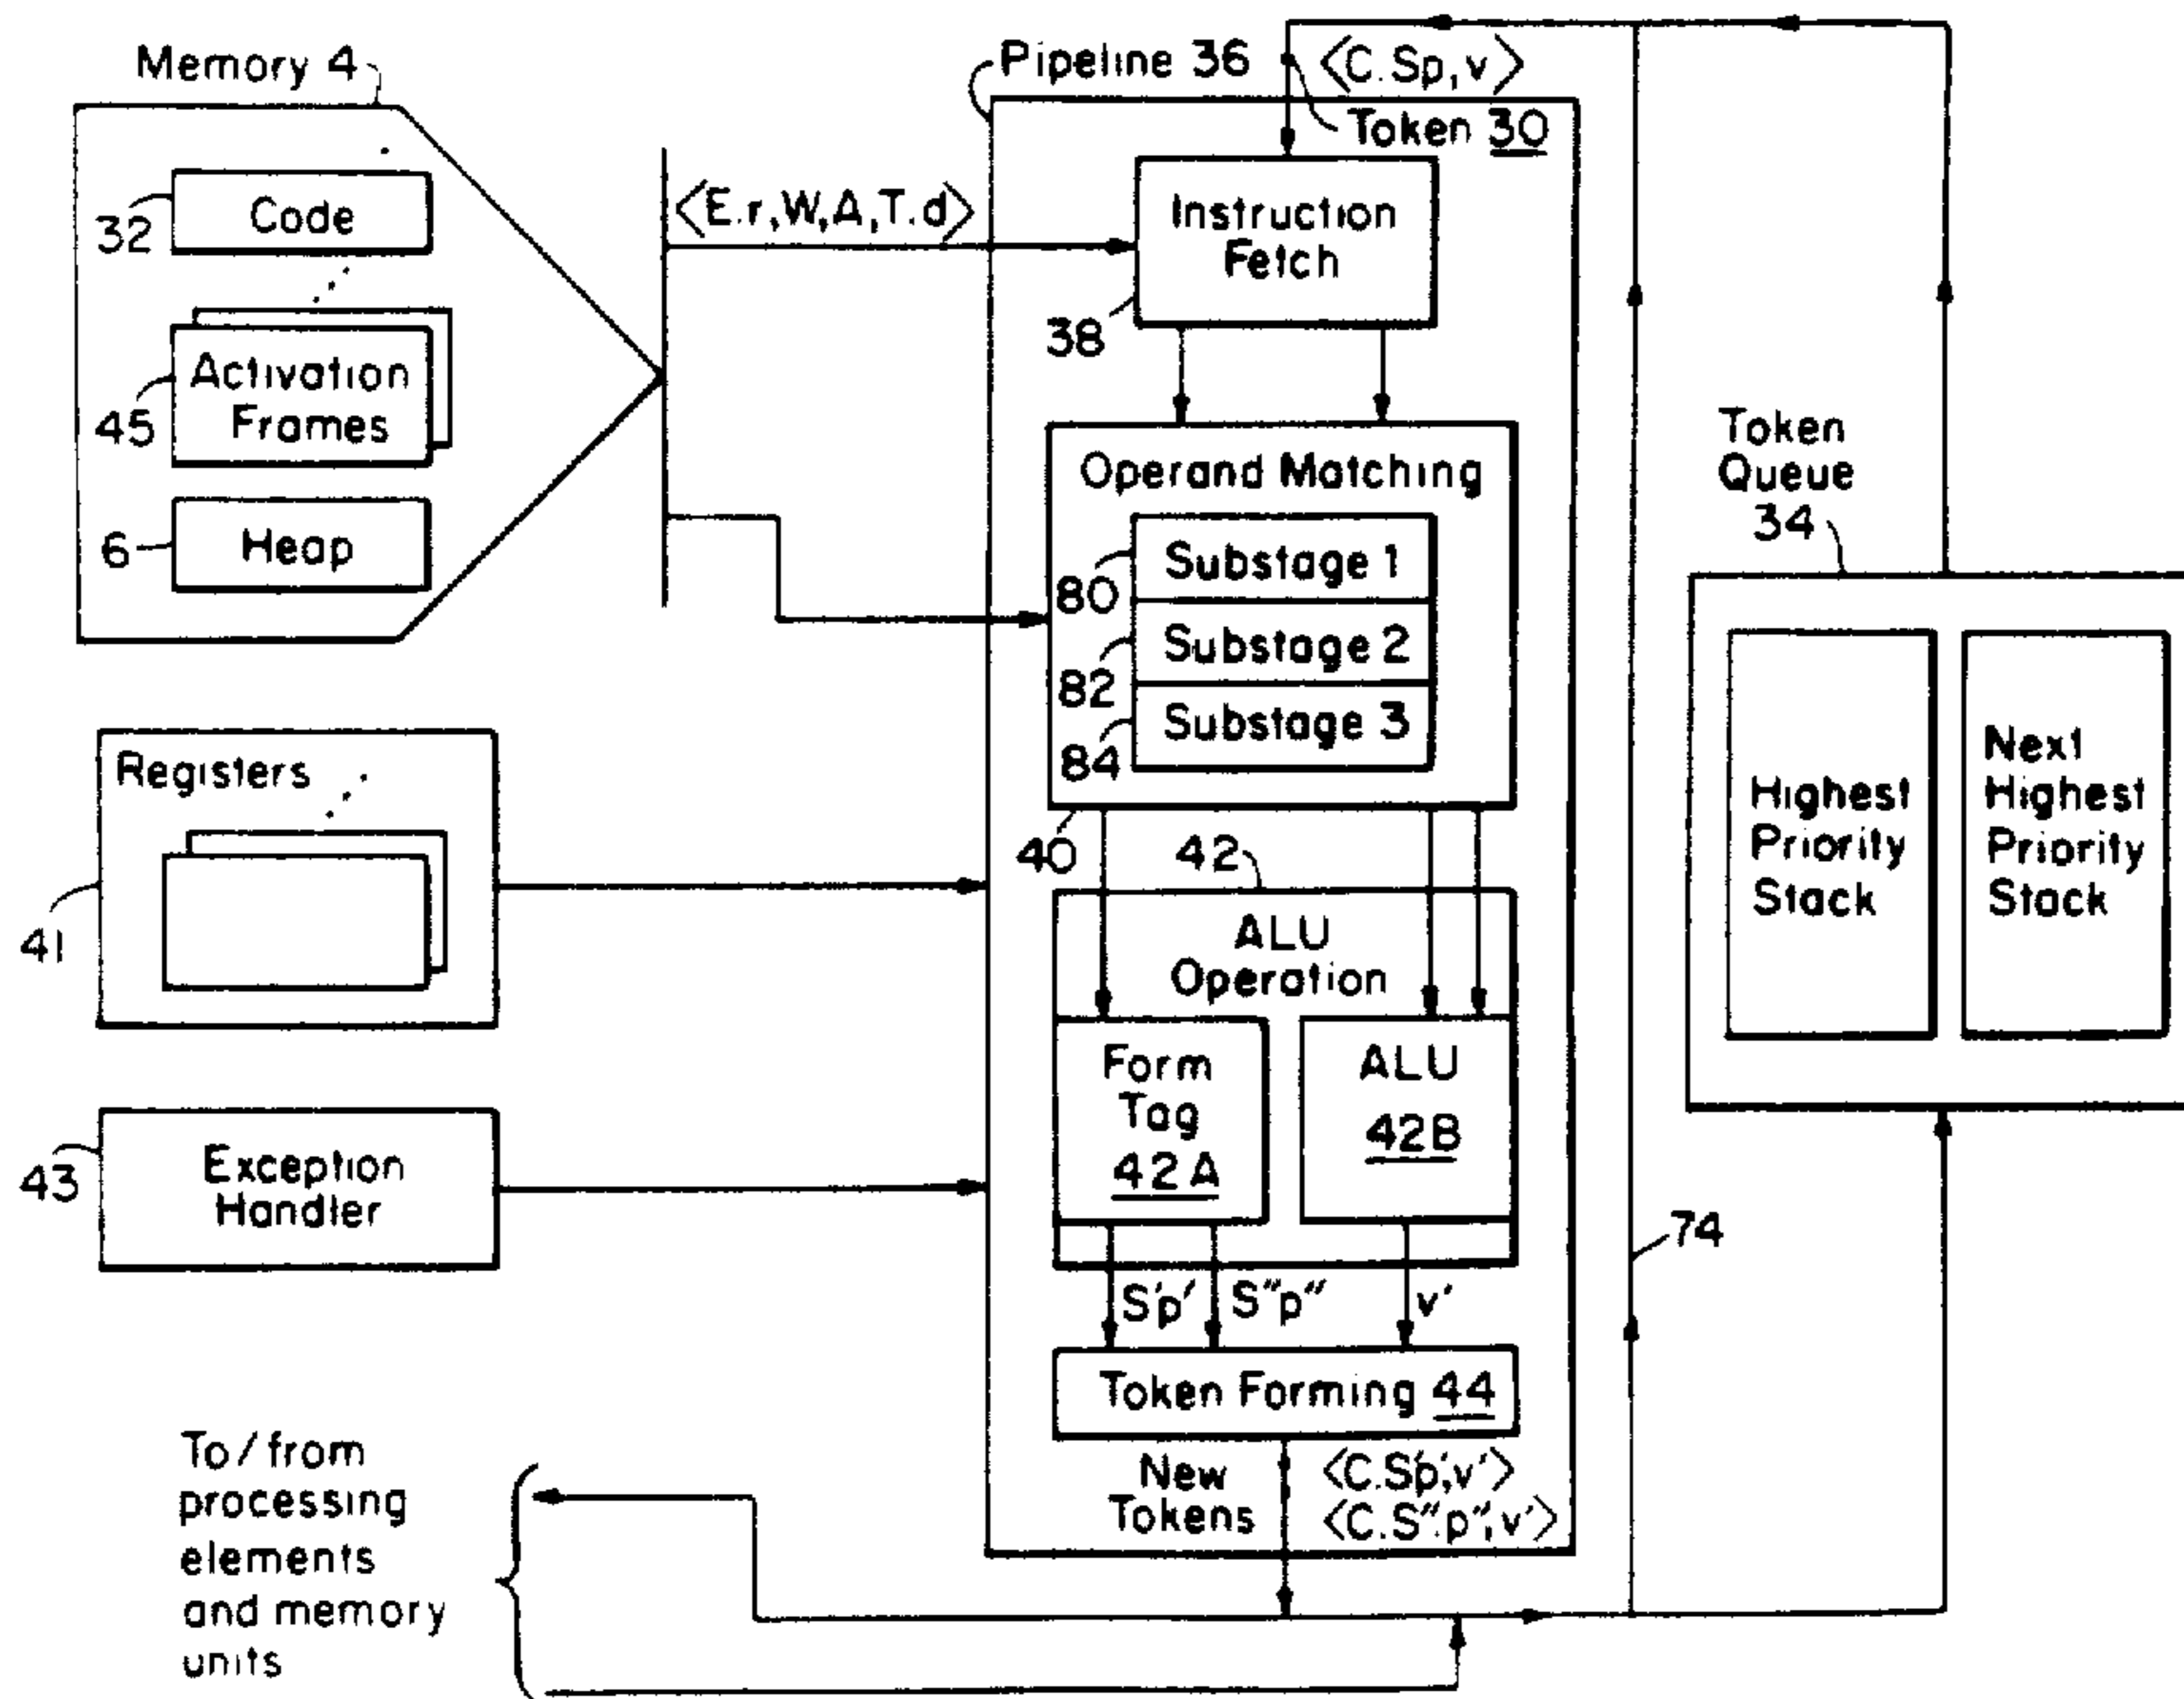 Memory 4
32
Code
45
Activation
Frames
6
Heap
Registers
41
43
Exception
Handler
To/from
processing
elements
and memory
units
Pipeline 36
<C.Sp,v>
Token 30
<E.r,W,A,T.d>
Instruction
Fetch
38
Operand Matching
Substage 1
80
Substage 2
82
Substage 3
84
40
42
ALU
Operation
Form
Tag
42A
ALU
42B
S'p'
S"p"
v'
Token Forming 44
New
Tokens
<C.S'p',v'>
<C.S".p",v'>
74
Token
Queue
34
Highest
Priority
Stack
Next
Highest
Priority
Stack